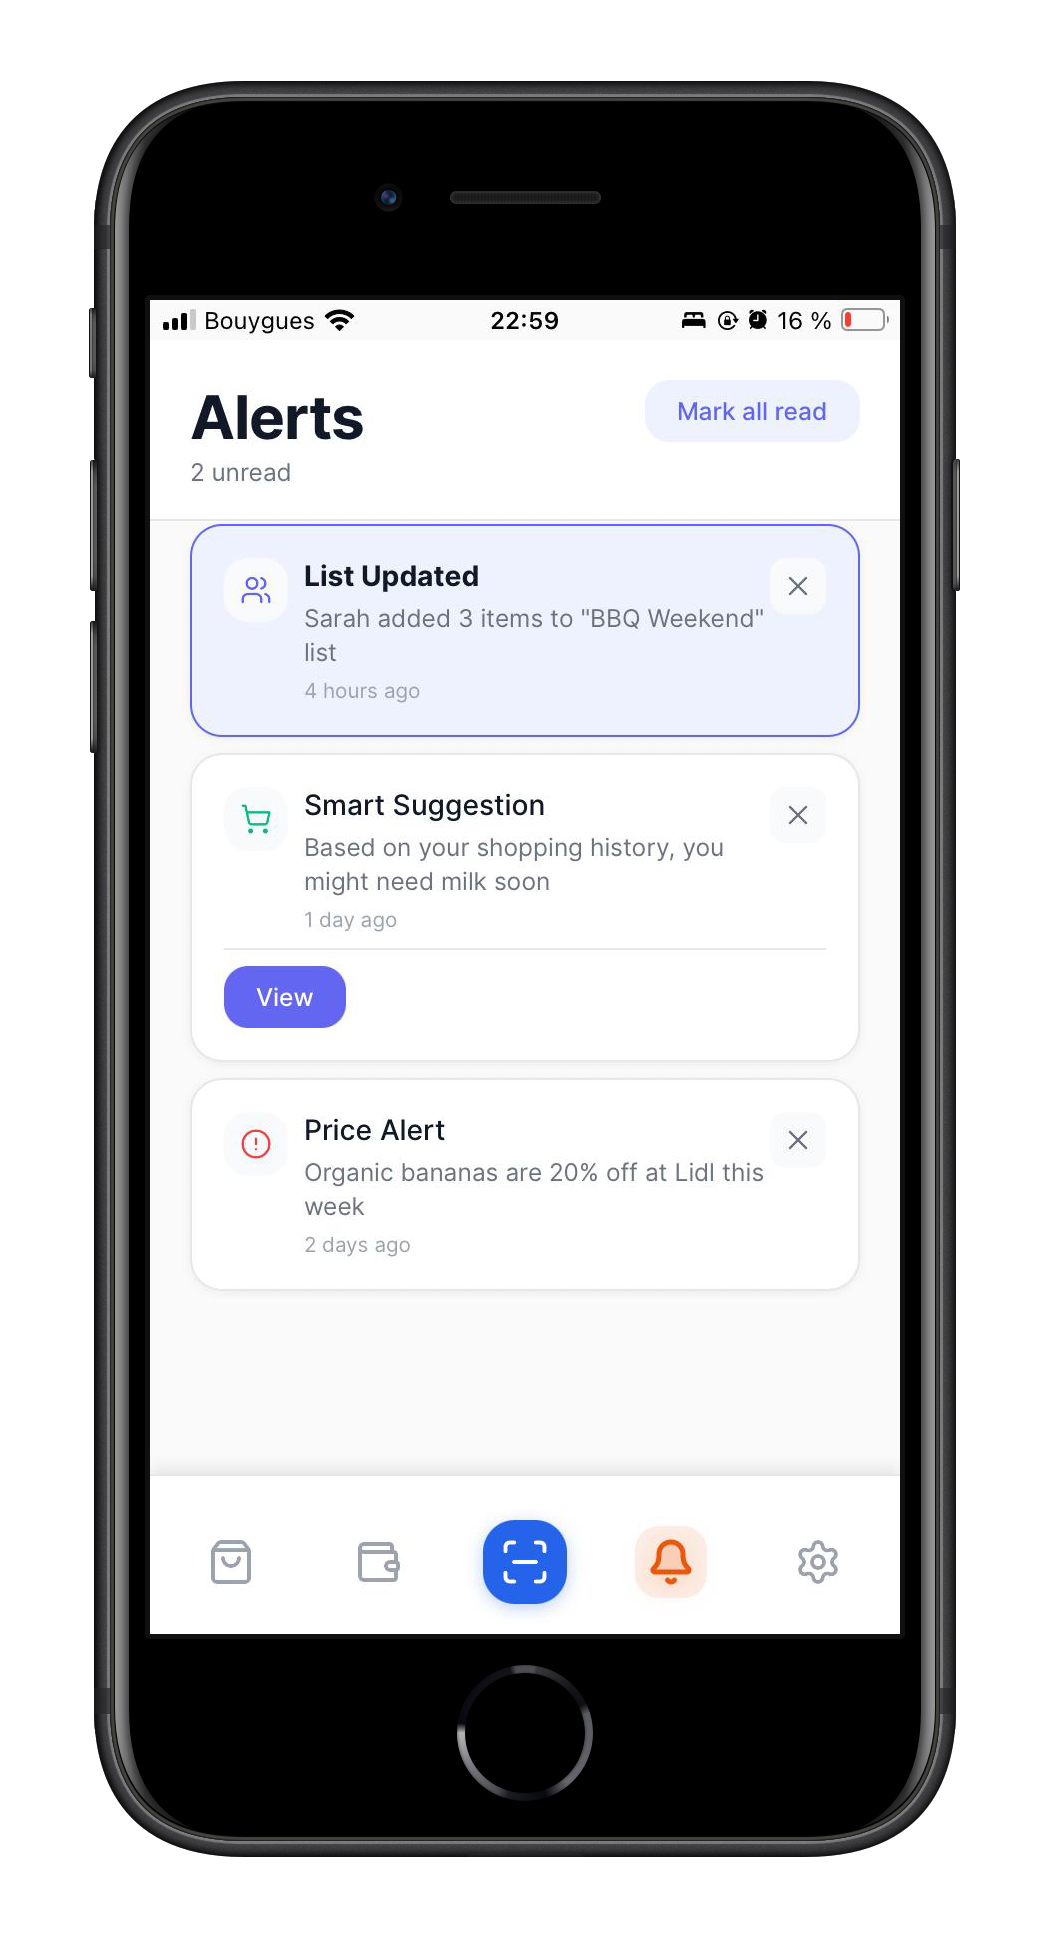 Bouygues 22:59 16 %
Alerts
Mark all read
2 unread
List Updated
Sarah added 3 items to "BBQ Weekend"
list
4 hours ago
Smart Suggestion
Based on your shopping history, you
might need milk soon
1 day ago
View
Price Alert
Organic bananas are 20% off at Lidl this
week
2 days ago